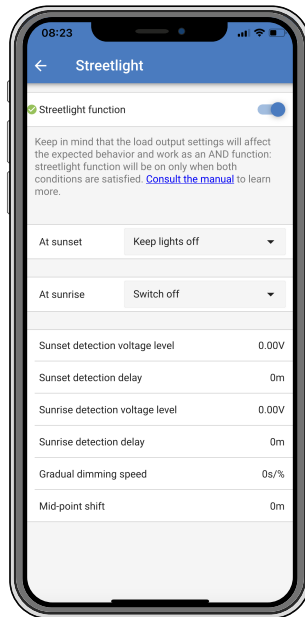 08:23
Streetlight
Streetlight function
Keep in mind that the load output settings will affect
the expected behavior and work as an AND function:
streetlight function will be on only when both
conditions are satisfied. Consult the manual to learn
more.
At sunset Keep lights off
At sunrise Switch off
Sunset detection voltage level 0.00V
Sunset detection delay 0m
Sunrise detection voltage level 0.00V
Sunrise detection delay 0m
Gradual dimming speed 0s/%
Mid-point shift 0m